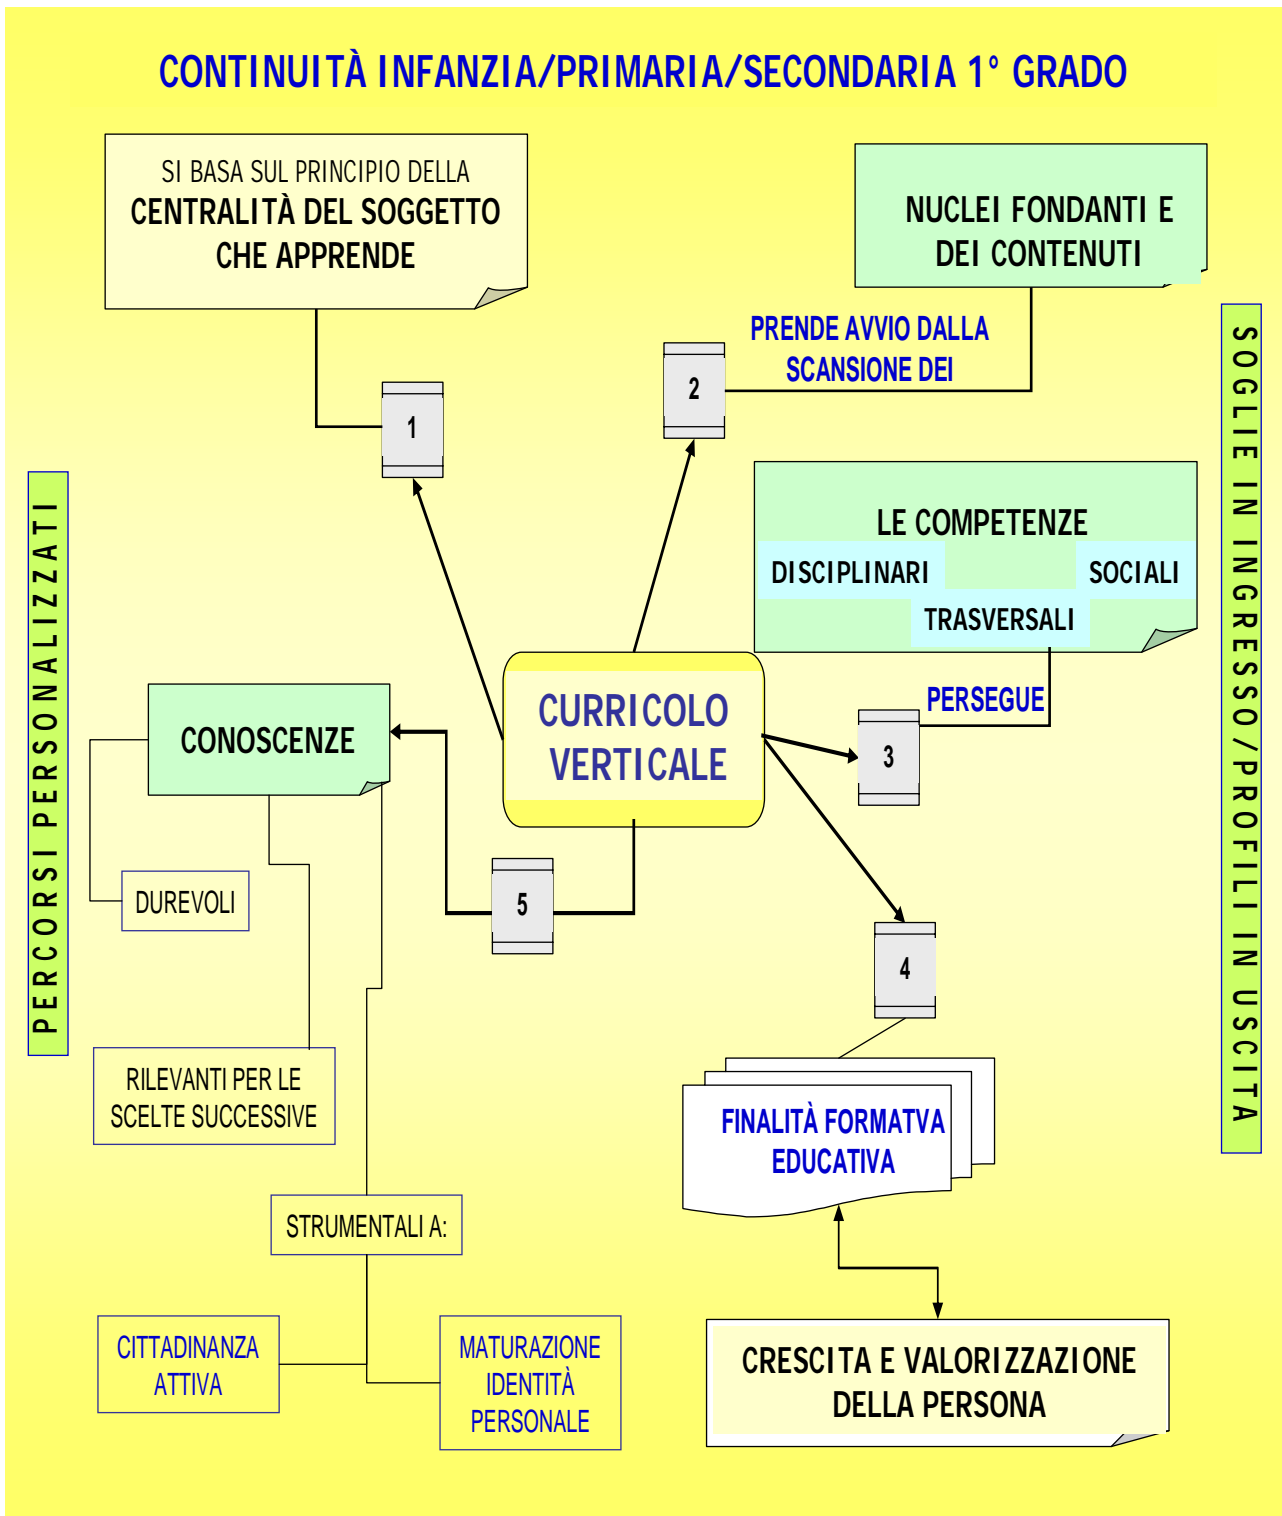 CONTINUITÀ INFANZIA/PRIMARIA/SECONDARIA 1° GRADO
SI BASA SUL PRINCIPIO DELLA
CENTRALITÀ DEL SOGGETTO
CHE APPRENDE
NUCLEI FONDANTI E
DEI CONTENUTI
PRENDE AVVIO DALLA
SCANSIONE DEI
2
1
LE COMPETENZE
DISCIPLINARI
SOCIALI
TRASVERSALI
PERSEGUE
3
CURRICOLO
VERTICALE
CONOSCENZE
DUREVOLI
5
4
RILEVANTI PER LE
SCELTE SUCCESSIVE
STRUMENTALI A:
CITTADINANZA
ATTIVA
MATURAZIONE
IDENTITÀ
PERSONALE
FINALITÀ FORMATVA
EDUCATIVA
CRESCITA E VALORIZZAZIONE
DELLA PERSONA
PERCORSI PERSONALIZZATI
SOGLIE IN INGRESSO/PROFILI IN USCITA